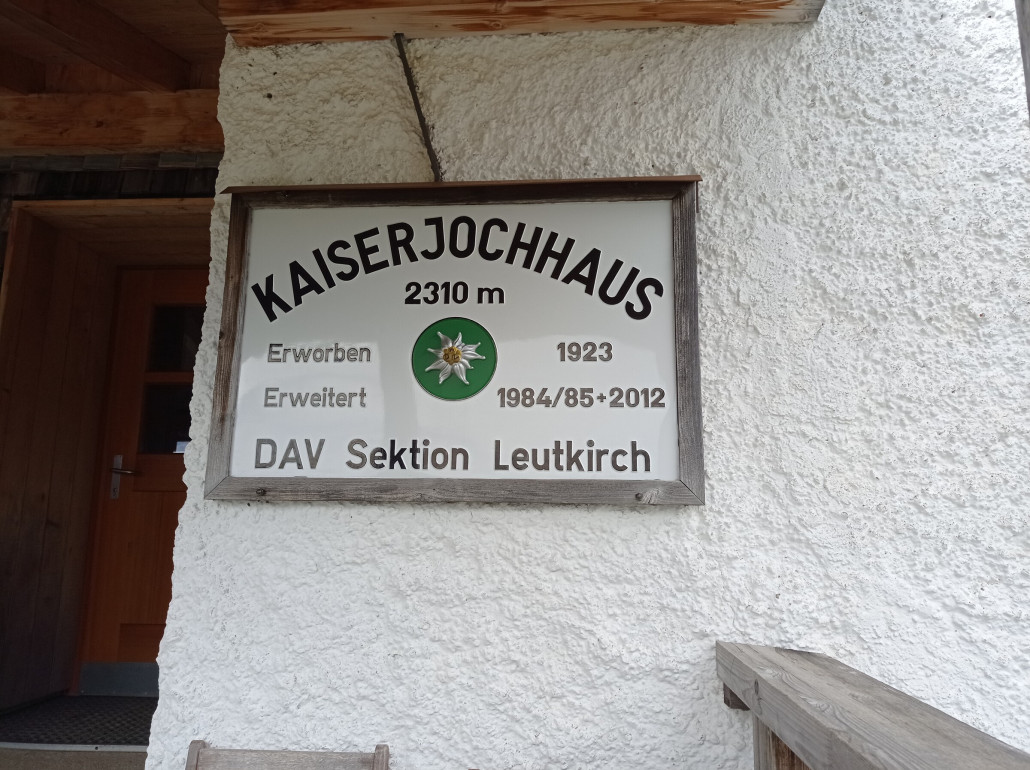 KAISERJOCHHAUS
2310 m
Erworben 1923
Erweitert 1984/85+2012
DAV Sektion Leutkirch